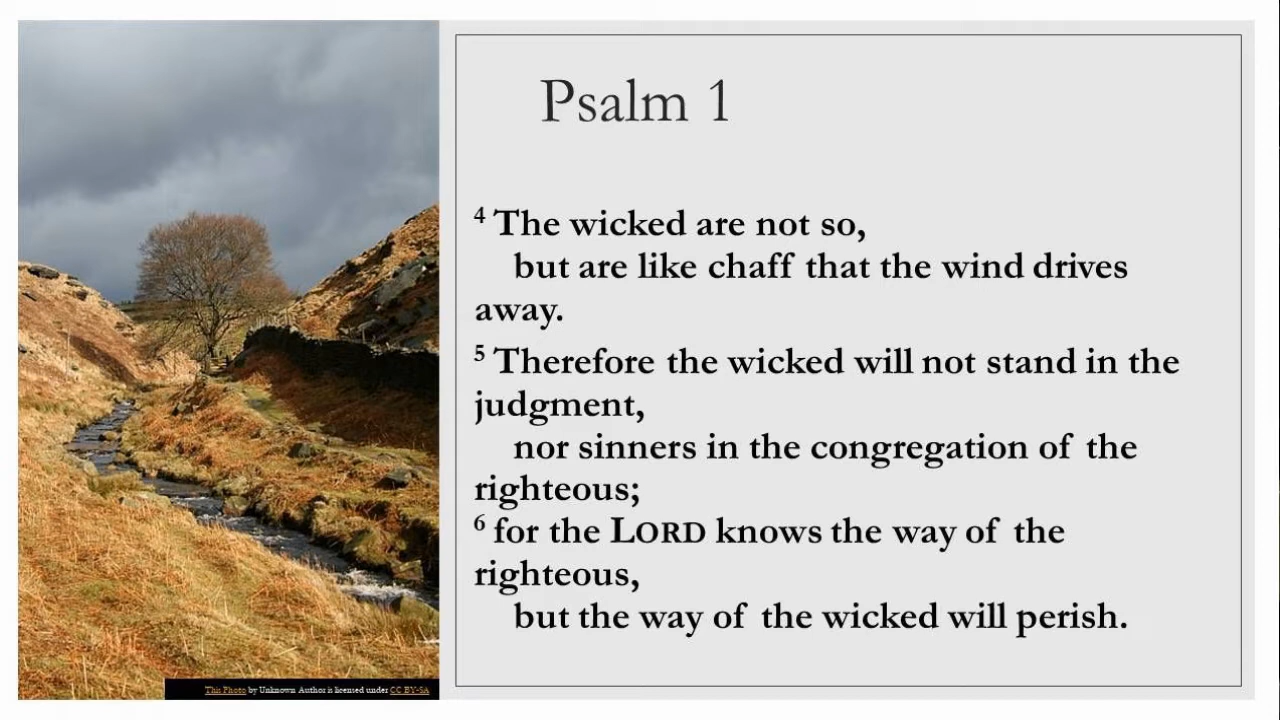 Psalm 1
4 The wicked are not so,
but are like chaff that the wind drives
away.
5 Therefore the wicked will not stand in the
judgment,
nor sinners in the congregation of the
righteous;
6 for the LORD knows the way of the
righteous,
but the way of the wicked will perish.
This Photo by Unknown Author is licensed under CC BY-SA